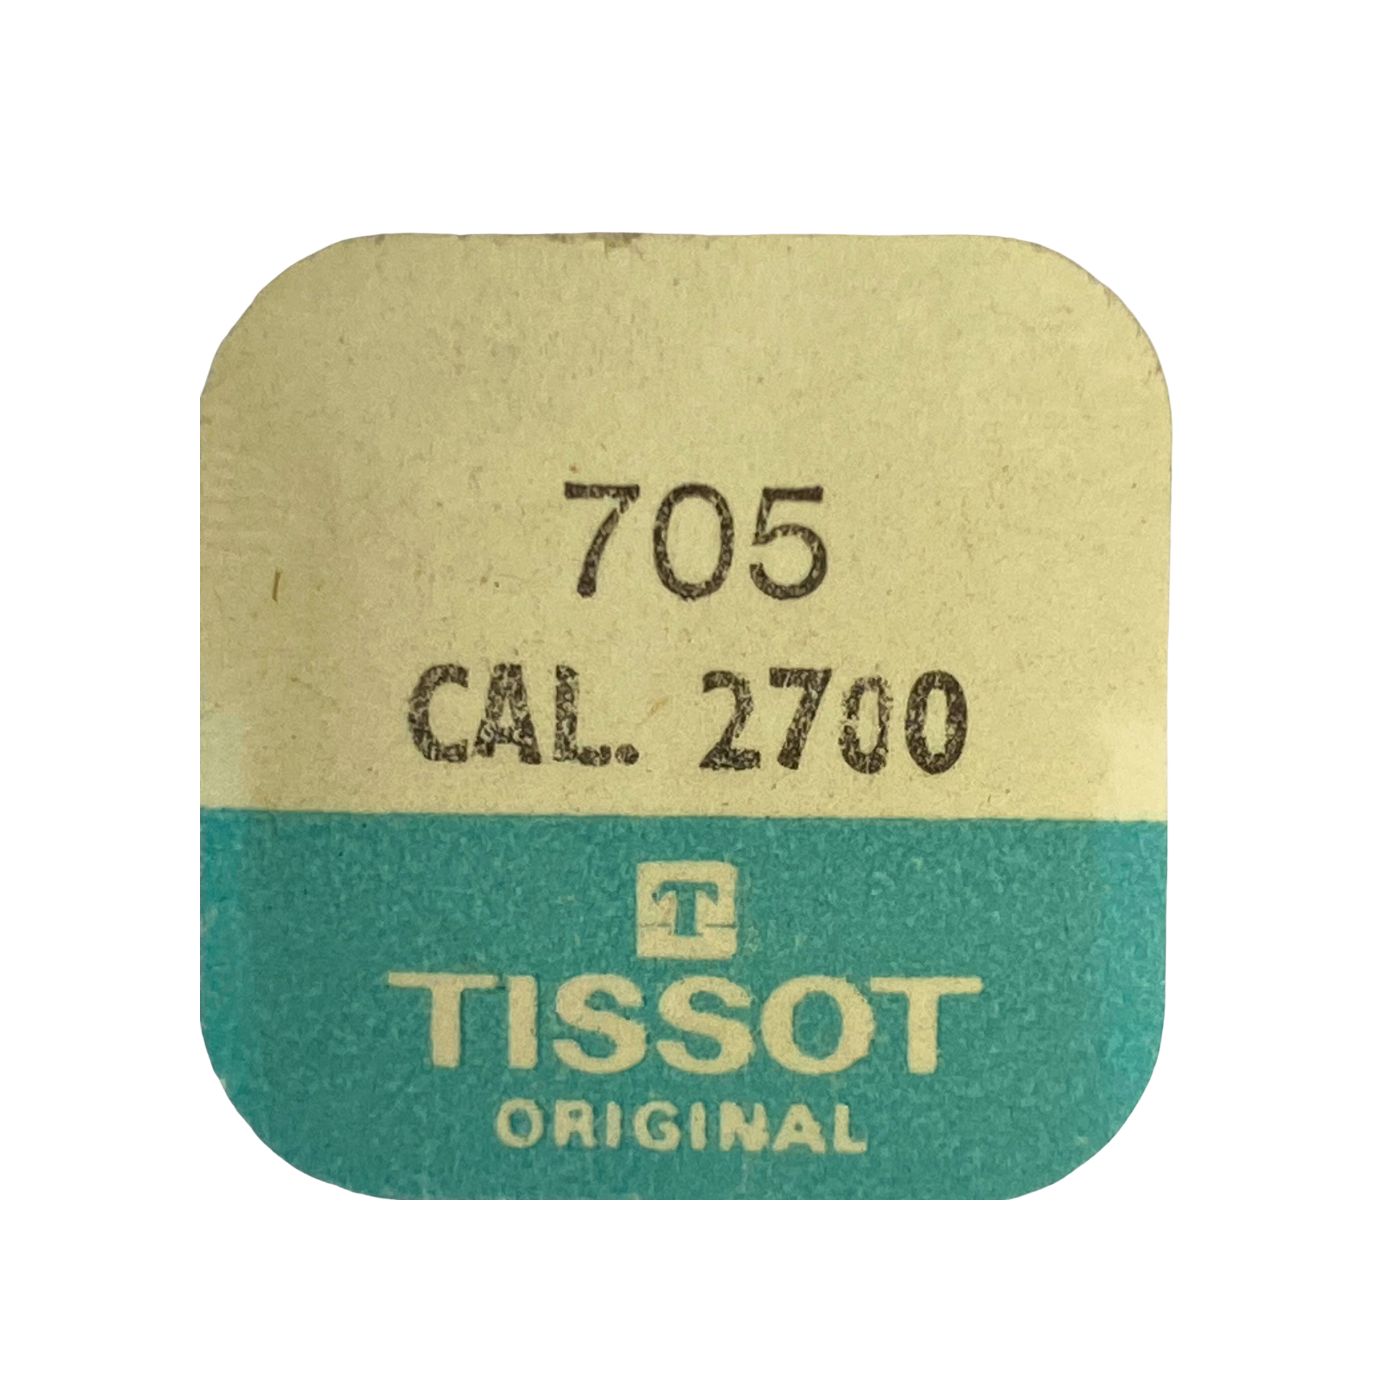 705
CAL. 2700
T
TISSOT
ORIGINAL